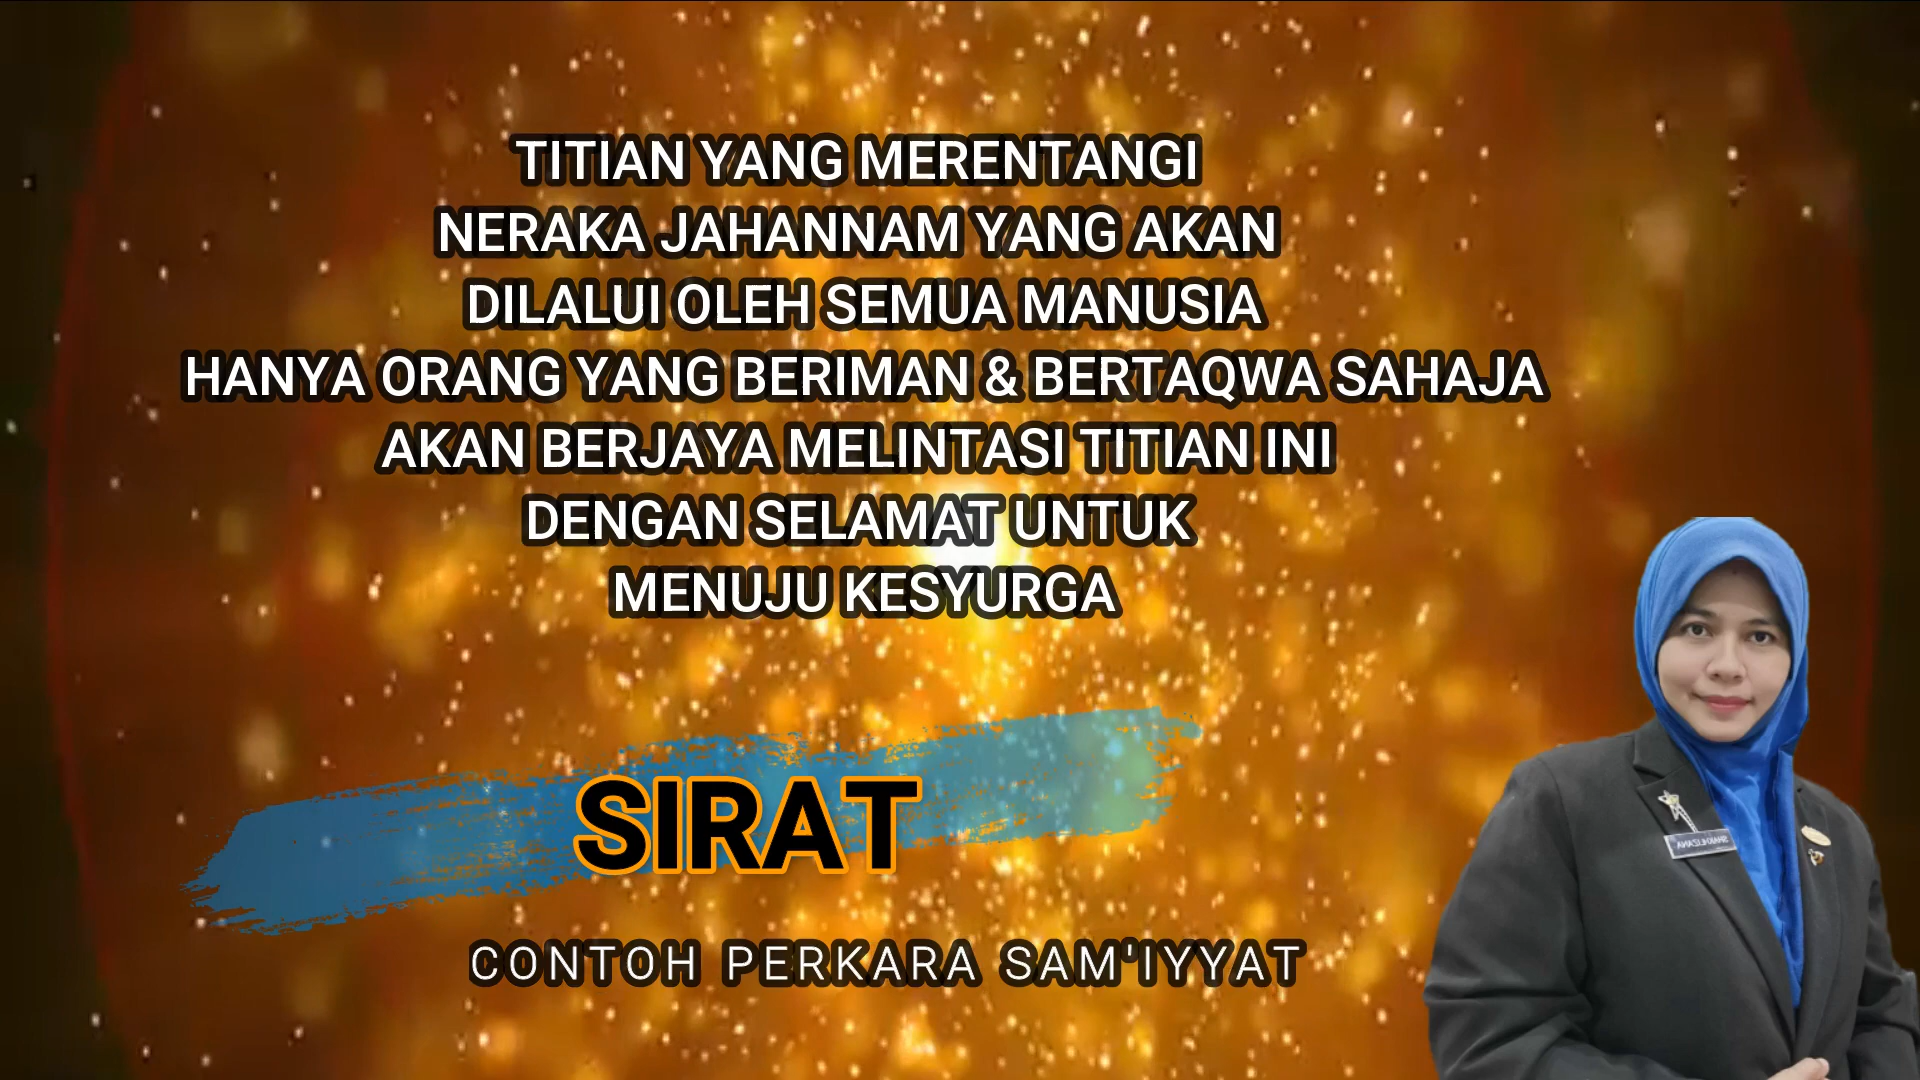 TITIAN YANG MERENTANGI
NERAKA JAHANNAM YANG AKAN
DILALUI OLEH SEMUA MANUSIA
HANYA ORANG YANG BERIMAN & BERTAQWA SAHAJA
AKAN BERJAYA MELINTASI TITIAN INI
DENGAN SELAMAT UNTUK
MENUJU KESYURGA
SIRAT
CONTOH PERKARA SAM'IYYAT